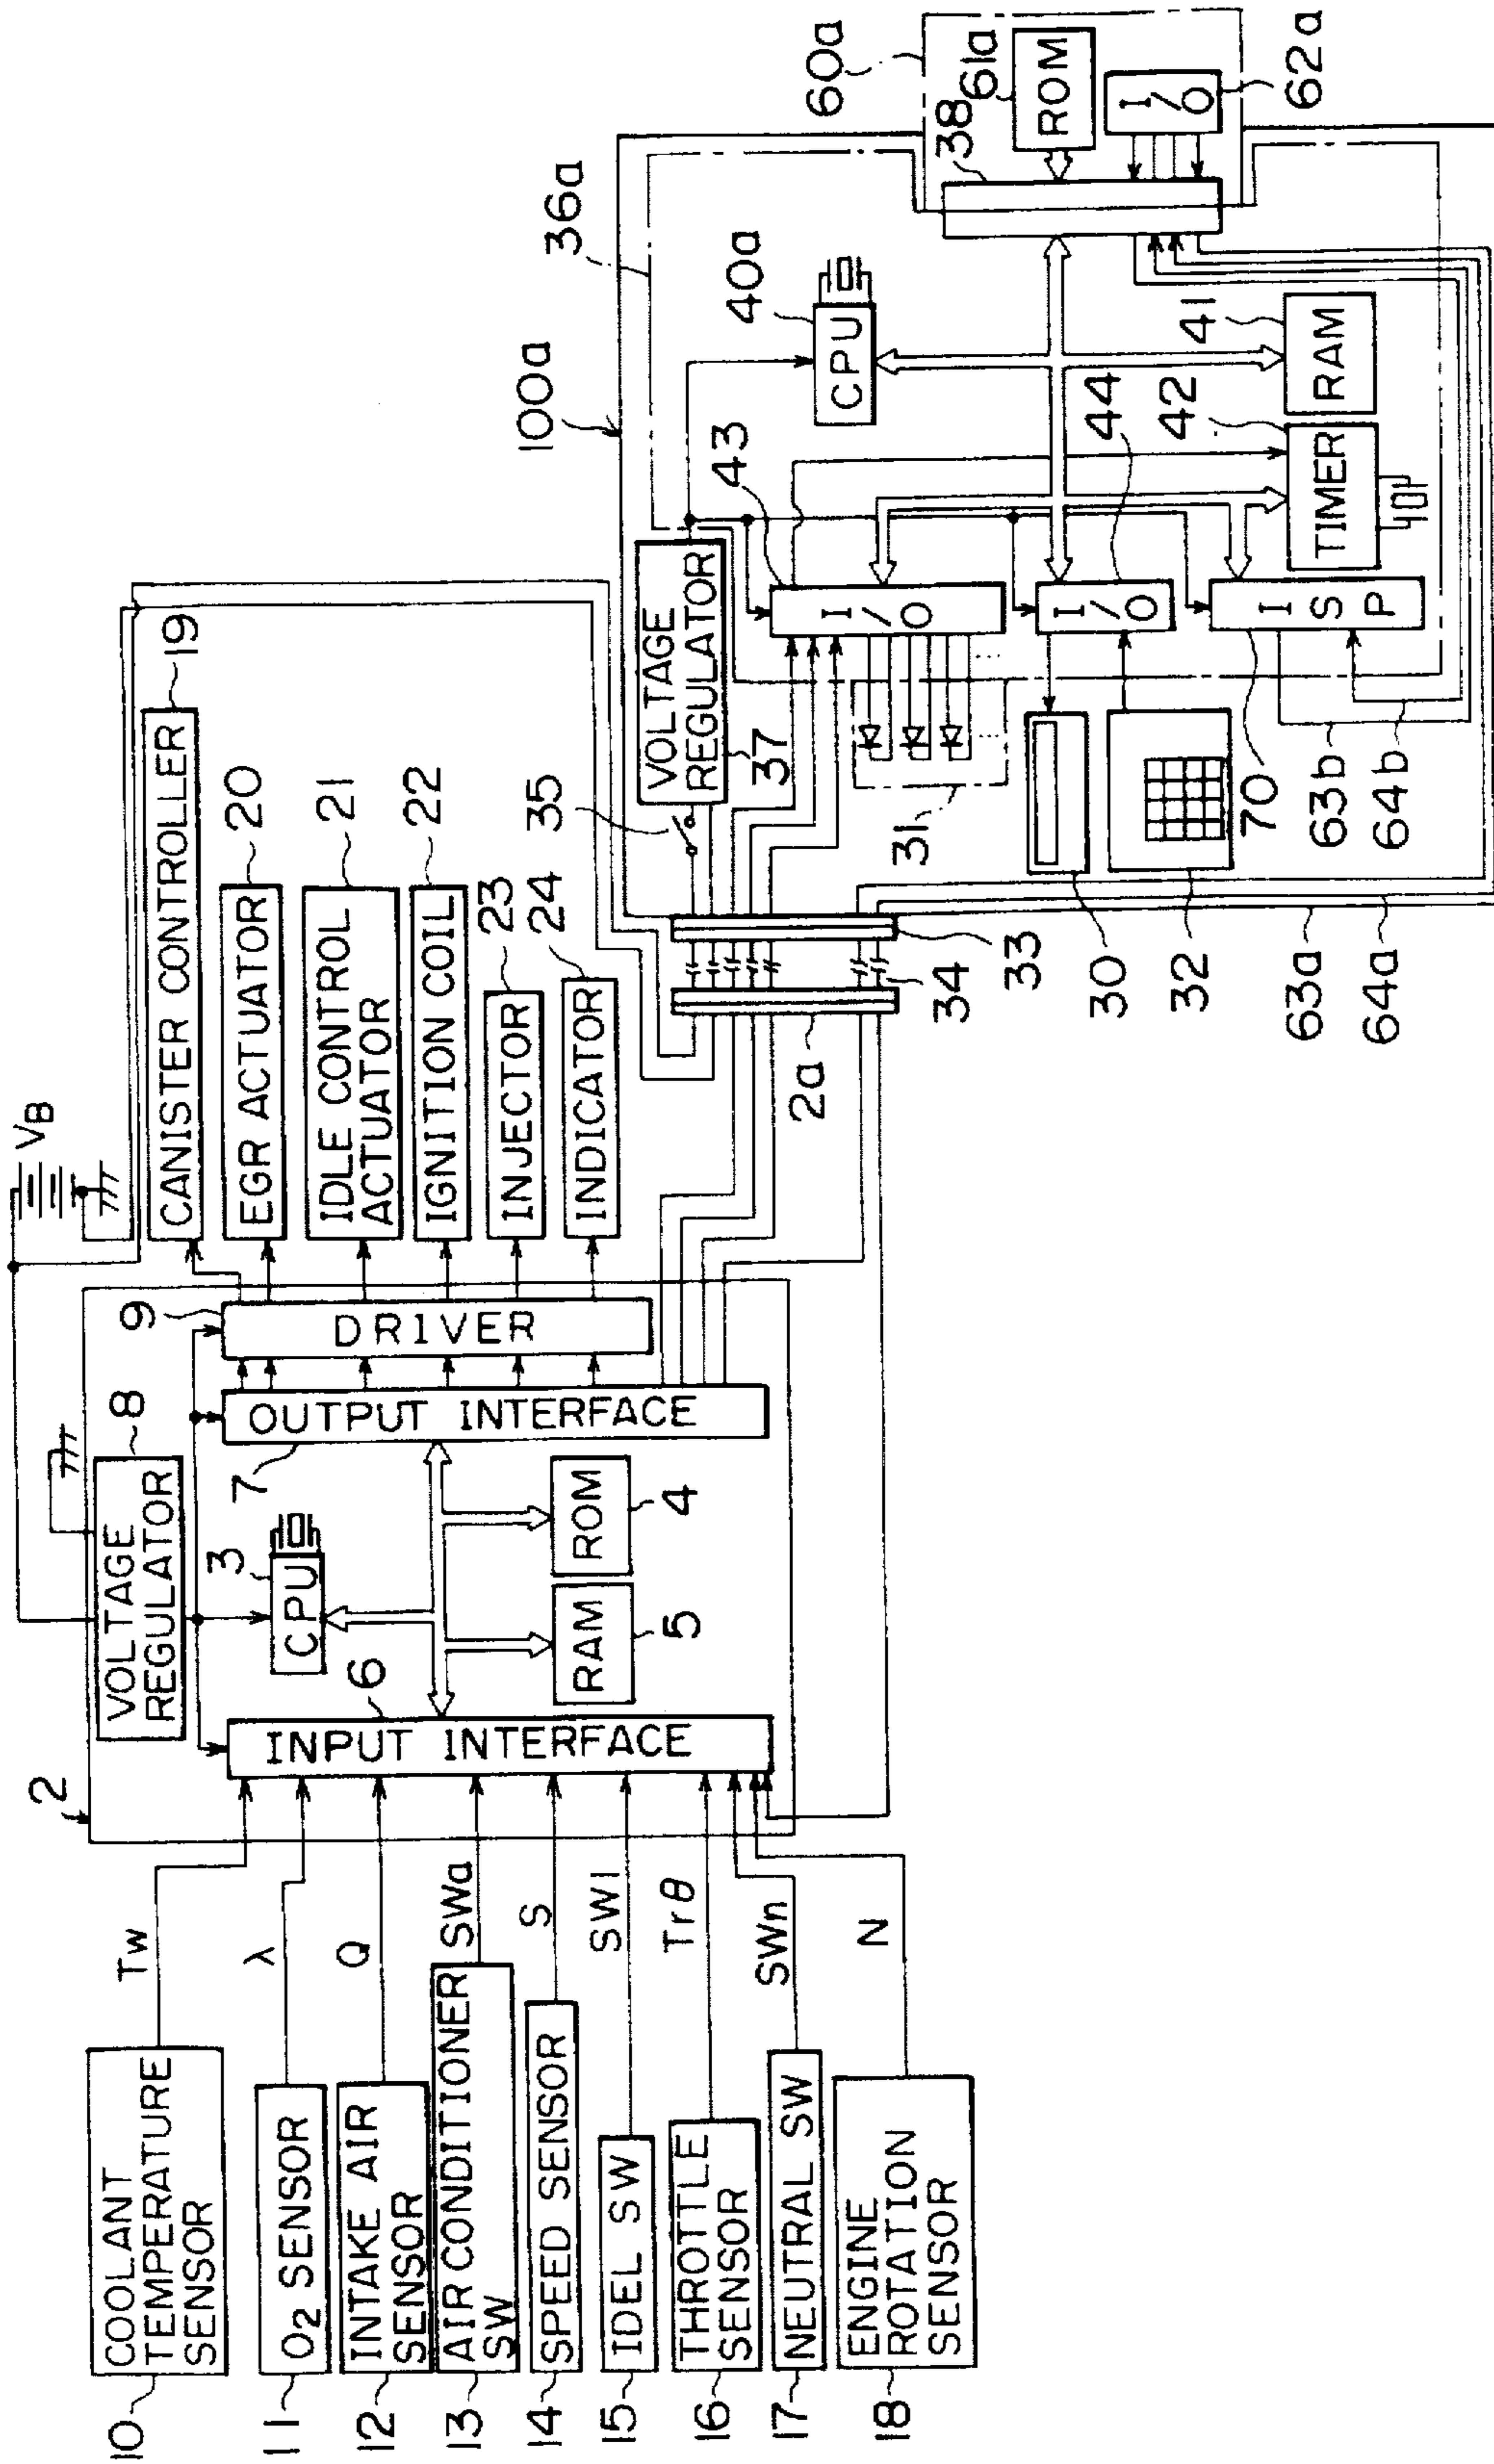 COOLANT
TEMPERATURE
SENSOR
10
Tw
O2 SENSOR
11
λ
INTAKE AIR
SENSOR
12
Q
AIR CONDITIONER
SW
13
SWa
SPEED SENSOR
14
S
IDEL SW
15
SWI
THROTTLE
SENSOR
16
Trθ
NEUTRAL SW
17
SWn
ENGINE
ROTATION
SENSOR
18
N
2
VOLTAGE
REGULATOR
8
INPUT INTERFACE
6
CPU
3
RAM
5
ROM
4
OUTPUT INTERFACE
7
DRIVER
9
VB
CANISTER CONTROLLER
19
EGR ACTUATOR
20
IDLE CONTROL
ACTUATOR
21
IGNITION COIL
22
INJECTOR
23
INDICATOR
24
2a
34
33
35
VOLTAGE
REGULATOR
37
100a
36a
43
I/O
31
30
32
44
I/O
70
ISP
63b
64b
63a
64a
40a
CPU
TIMER
42
RAM
41
38
60a
ROM
61a
I/O
62a